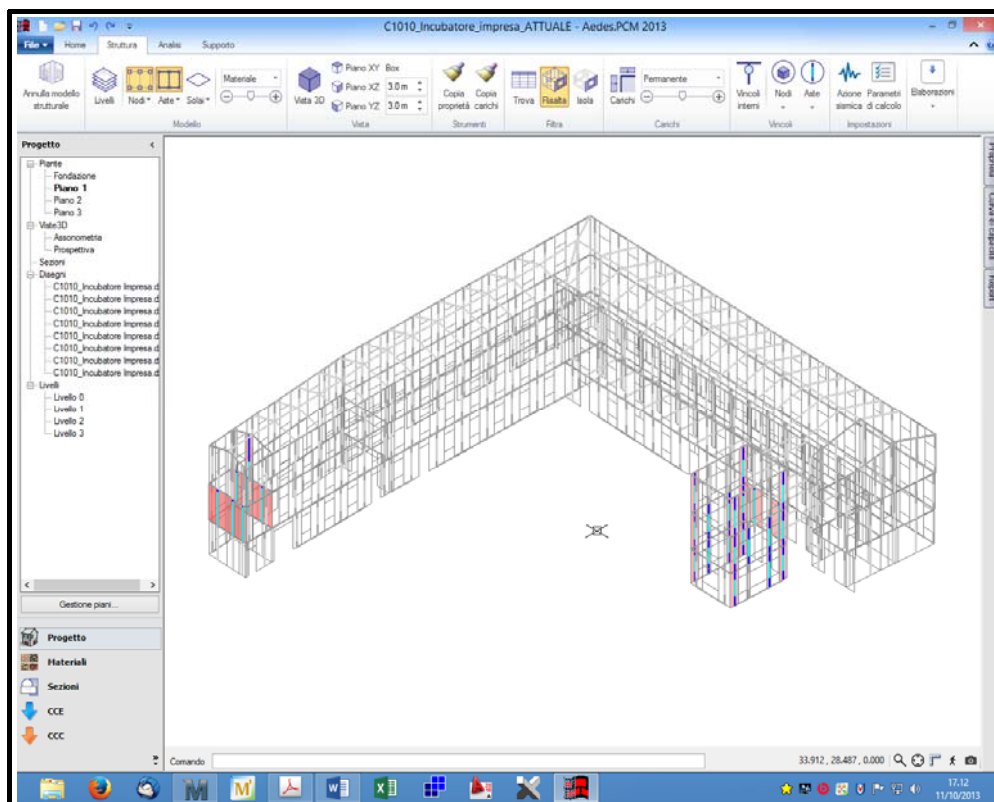 C1010_Incubatore_impresa_ATTUALE - Aedes.PCM 2013
File Home Struttura Analisi Supporto
Annulla modello strutturale
Livelli
Nodi
Aste
Solai
Materiale
Modello
Vista 3D
Piano XY Box
Piano XZ 3.0 m
Piano YZ 3.0 m
Vista
Copia proprietà
Copia carichi
Strumenti
Trova
Risalta
Isola
Filtra
Carichi
Permanente
Carichi
Vincoli interni
Nodi
Aste
Vincoli
Azione sismica
Parametri di calcolo
Impostazioni
Elaborazioni
Progetto
Piante
Fondazione
Piano 1
Piano 2
Piano 3
Viste3D
Assonometria
Prospettiva
Sezioni
Disegni
C1010_Incubatore Impresa.d
C1010_Incubatore Impresa.d
C1010_Incubatore Impresa.d
C1010_Incubatore Impresa.d
C1010_Incubatore Impresa.d
C1010_Incubatore Impresa.d
C1010_Incubatore Impresa.d
C1010_Incubatore Impresa.d
Livelli
Livello 0
Livello 1
Livello 2
Livello 3
Gestione piani...
Progetto
Materiali
Sezioni
CCE
CCC
Proprietà
Curva di capacità
Report
Comando
33.912 , 28.487 , 0.000
17.12
11/10/2013